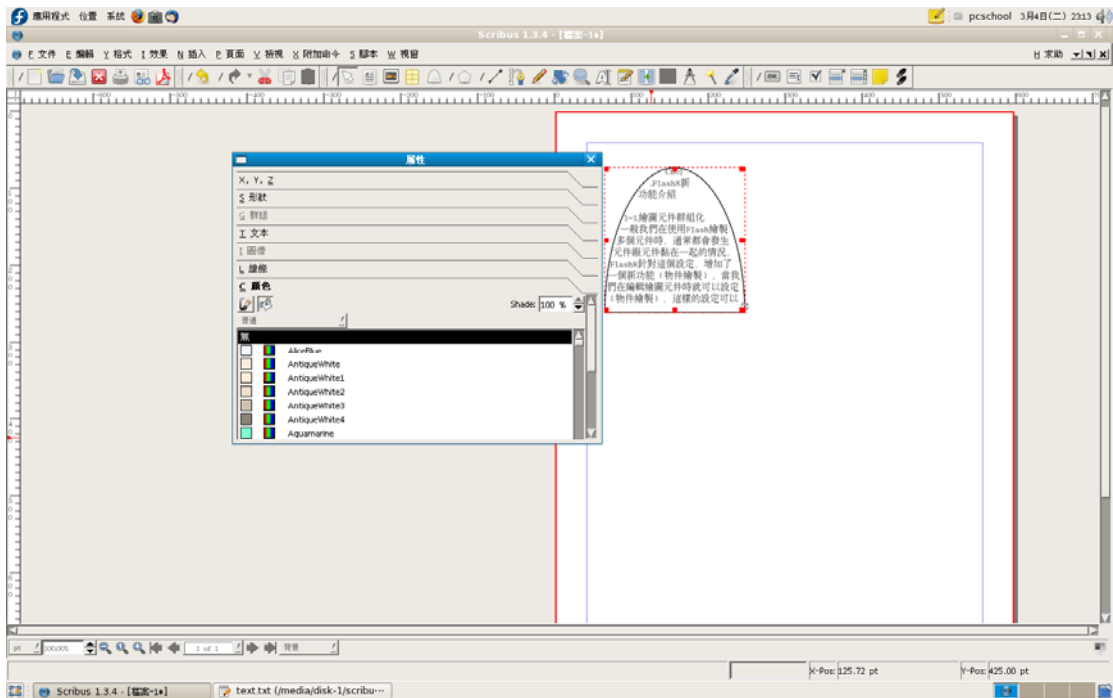 應用程式 位置 系統
pcschool 3月4日(二) 23:13
Scribus 1.3.4 - [檔案-1*]
E 文件 E 編輯 Y 格式 I 效果 N 插入 P 頁面 V 檢視 X 附加命令 S 腳本 W 視窗
H 求助
屬性
X, Y, Z
S 形狀
G 群組
T 文本
I 圖像
L 線條
C 顏色
Shade: 100 %
普通
無
AliceBlue
AntiqueWhite
AntiqueWhite1
AntiqueWhite2
AntiqueWhite3
AntiqueWhite4
Aquamarine
.Flash8新
功能介紹
1-1繪圖元件群組化
一般我們在使用Flash繪製
多個元件時，通常都會發生
元件跟元件黏在一起的情況，
Flash8針對這個設定，增加了
一個新功能（物件繪製），當我
們在編輯繪圖元件時就可以設定
（物件繪製），這樣的設定可以
pt 100.00% 1 of 1 背景
X-Pos: 125.72 pt Y-Pos: 425.00 pt
Scribus 1.3.4 - [檔案-1*] text.txt (/media/disk-1/scribu…